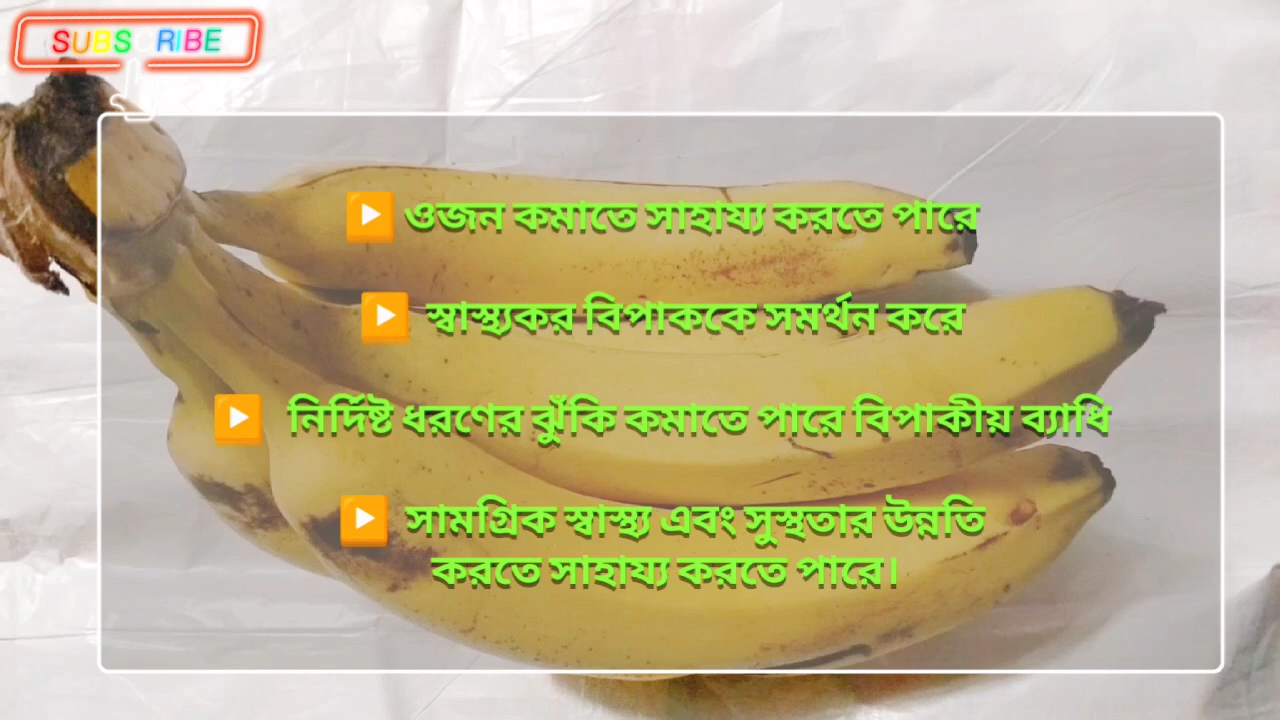 SUBS RIBE
ওজন কমাতে সাহায্য করতে পারে
স্বাস্থ্যকর বিপাককে সমর্থন করে
নির্দিষ্ট ধরণের ঝুঁকি কমাতে পারে বিপাকীয় ব্যাধি
সামগ্রিক স্বাস্থ্য এবং সুস্থতার উন্নতি
করতে সাহায্য করতে পারে।